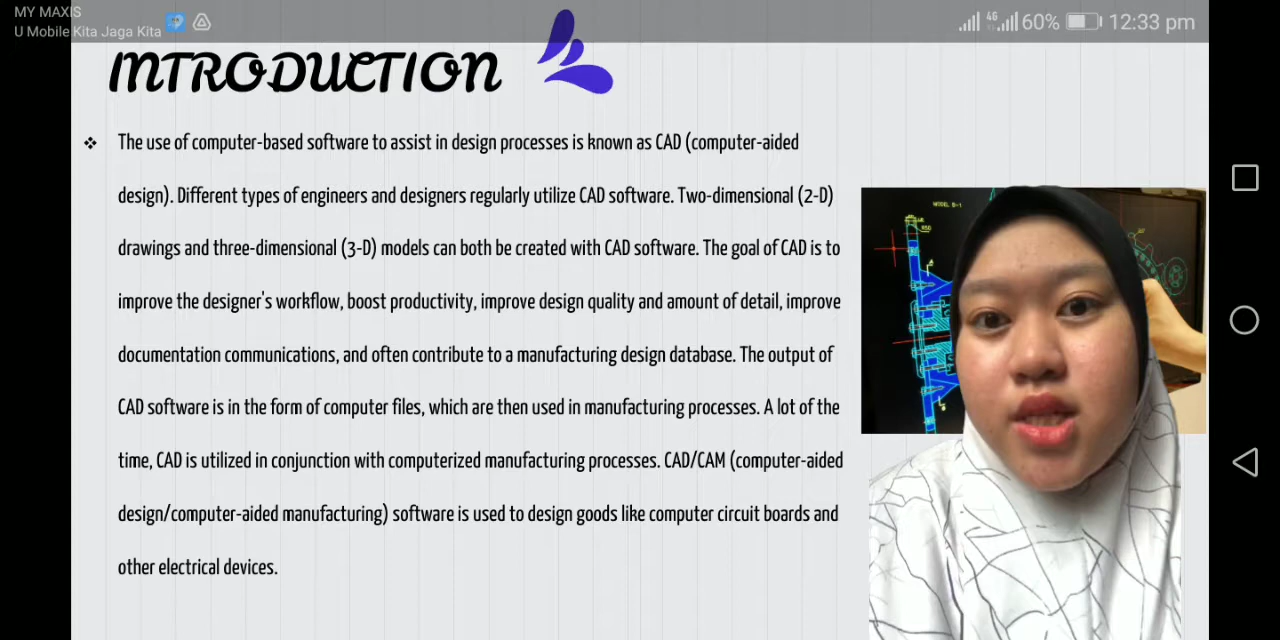 MY MAXIS
U Mobile Kita Jaga Kita
4G
60%
12:33 pm
INTRODUCTION
❖ The use of computer-based software to assist in design processes is known as CAD (computer-aided
design). Different types of engineers and designers regularly utilize CAD software. Two-dimensional (2-D)
drawings and three-dimensional (3-D) models can both be created with CAD software. The goal of CAD is to
improve the designer's workflow, boost productivity, improve design quality and amount of detail, improve
documentation communications, and often contribute to a manufacturing design database. The output of
CAD software is in the form of computer files, which are then used in manufacturing processes. A lot of the
time, CAD is utilized in conjunction with computerized manufacturing processes. CAD/CAM (computer-aided
design/computer-aided manufacturing) software is used to design goods like computer circuit boards and
other electrical devices.